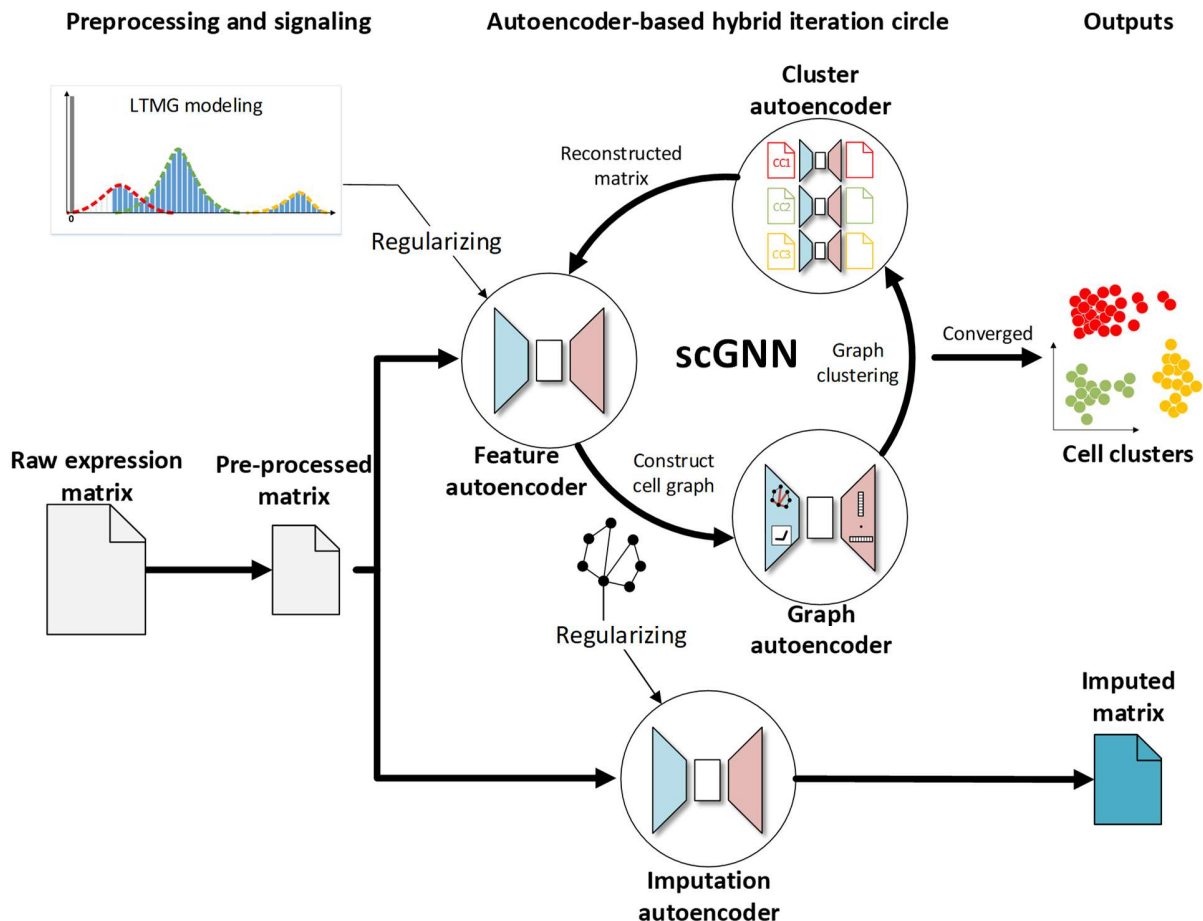 Preprocessing and signaling
Autoencoder-based hybrid iteration circle
Outputs
LTMG modeling
0
Regularizing
Cluster
autoencoder
CC1
CC2
CC3
Reconstructed
matrix
scGNN
Graph
clustering
Converged
Cell clusters
Feature
autoencoder
Construct
cell graph
Raw expression
matrix
Pre-processed
matrix
Graph
autoencoder
Regularizing
Imputed
matrix
Imputation
autoencoder